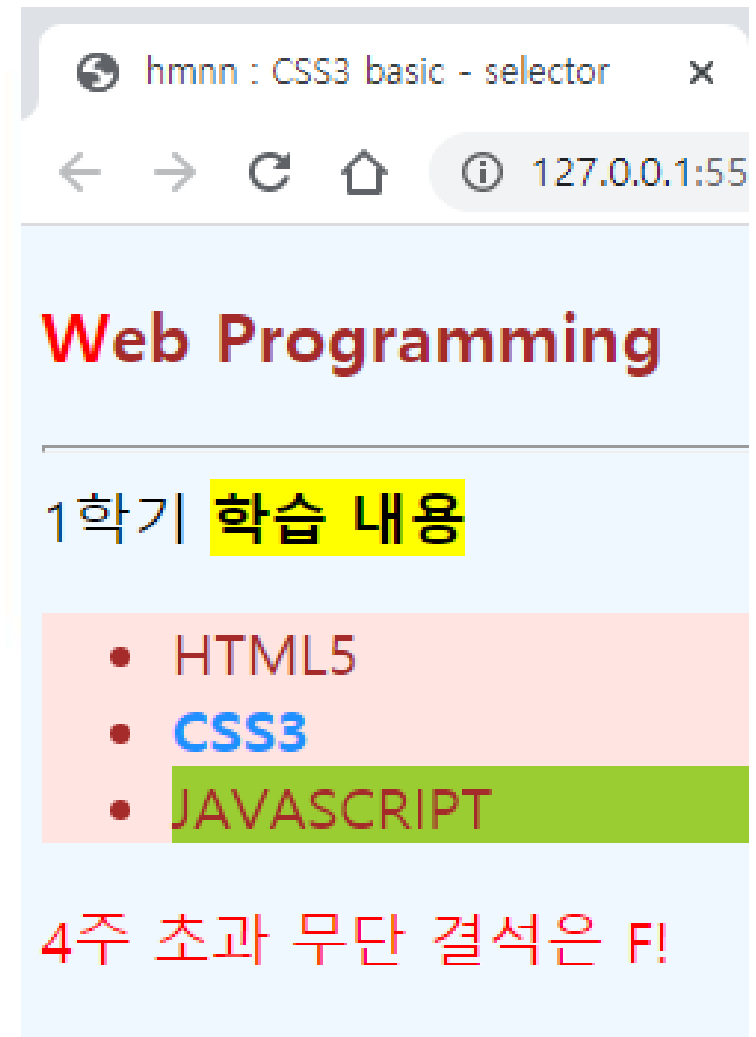 hmnn : CSS3 basic - selector
127.0.0.1:55
Web Programming
1학기 학습 내용
HTML5
CSS3
JAVASCRIPT
4주 초과 무단 결석은 F!